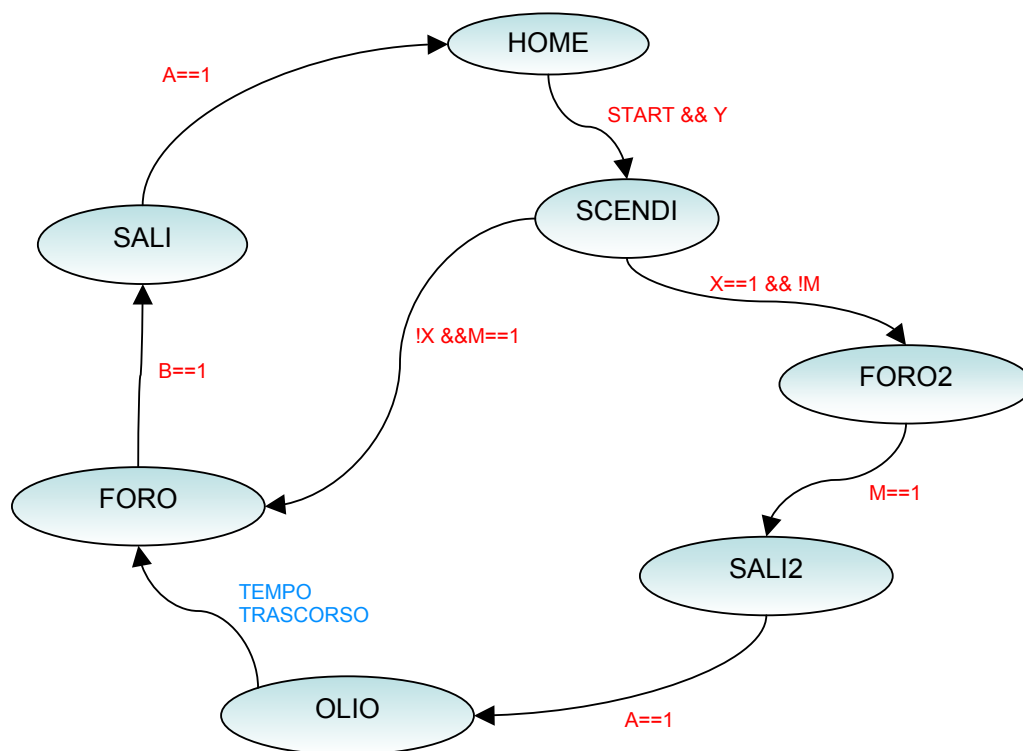 HOME
A==1
START && Y
SCENDI
SALI
X==1 && !M
!X &&M==1
B==1
FORO2
FORO
M==1
SALI2
TEMPO
TRASCORSO
OLIO
A==1